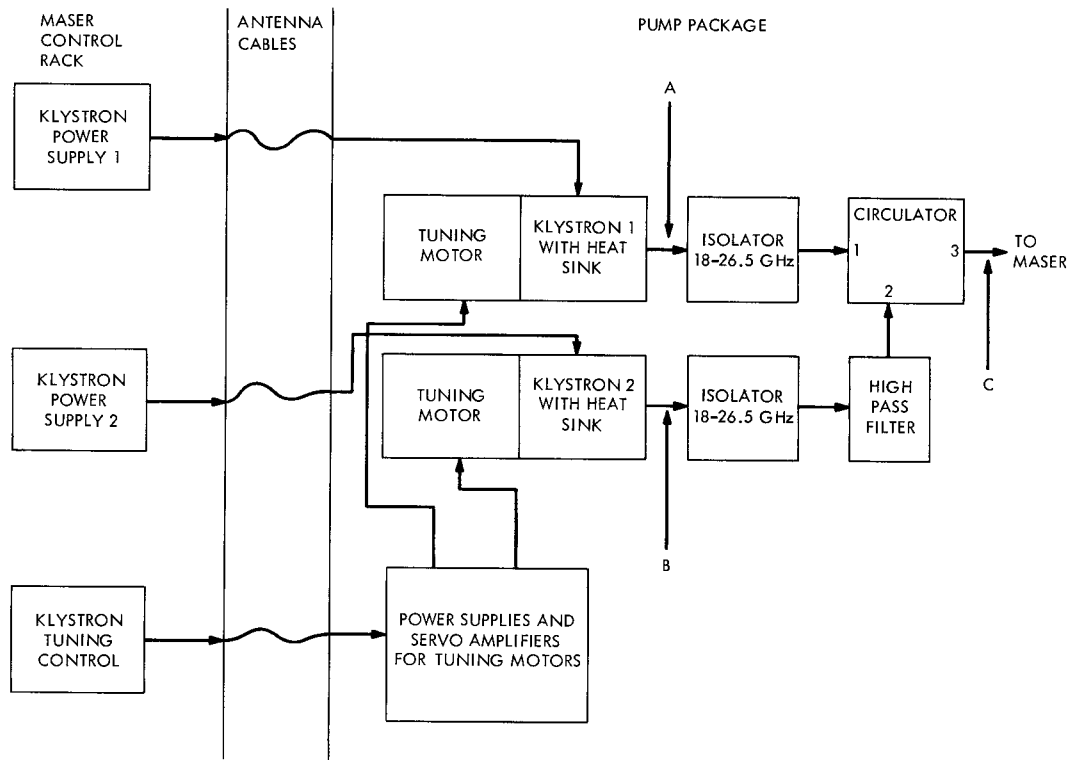 MASER
CONTROL
RACK
ANTENNA
CABLES
PUMP PACKAGE
KLYSTRON
POWER
SUPPLY 1
A
TUNING
MOTOR
KLYSTRON 1
WITH HEAT
SINK
ISOLATOR
18-26.5 GHz
CIRCULATOR
1
3
2
TO
MASER
KLYSTRON
POWER
SUPPLY 2
TUNING
MOTOR
KLYSTRON 2
WITH HEAT
SINK
ISOLATOR
18-26.5 GHz
HIGH
PASS
FILTER
C
B
KLYSTRON
TUNING
CONTROL
POWER SUPPLIES AND
SERVO AMPLIFIERS
FOR TUNING MOTORS